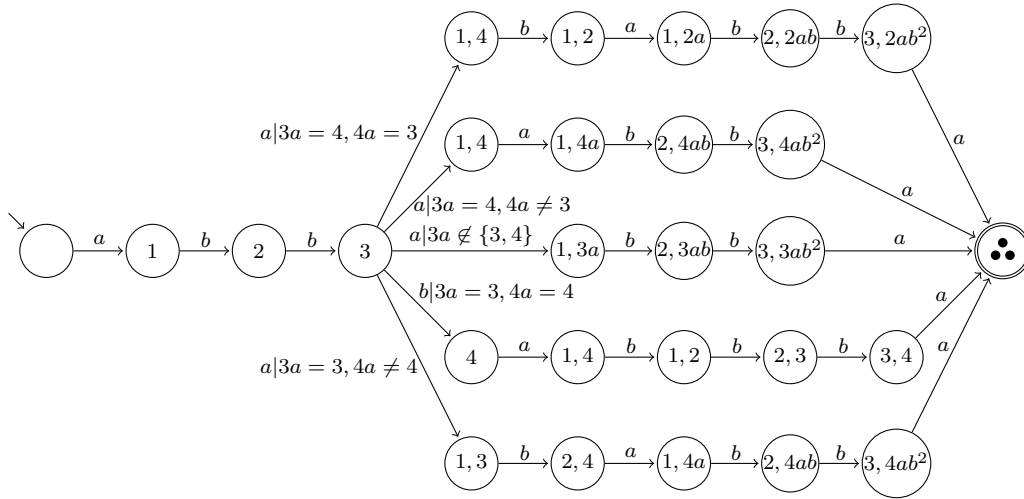 1, 4 b 1, 2 a 1, 2a b 2, 2ab b 3, 2ab²
a|3a = 4, 4a = 3
1, 4 a 1, 4a b 2, 4ab b 3, 4ab² a a
a|3a = 4, 4a ≠ 3
a|3a ∉ {3, 4}
a 1 b 2 b 3 1, 3a b 2, 3ab b 3, 3ab² a
b|3a = 3, 4a = 4
a|3a = 3, 4a ≠ 4
4 a 1, 4 b 1, 2 b 2, 3 b 3, 4 a a
1, 3 b 2, 4 a 1, 4a b 2, 4ab b 3, 4ab²